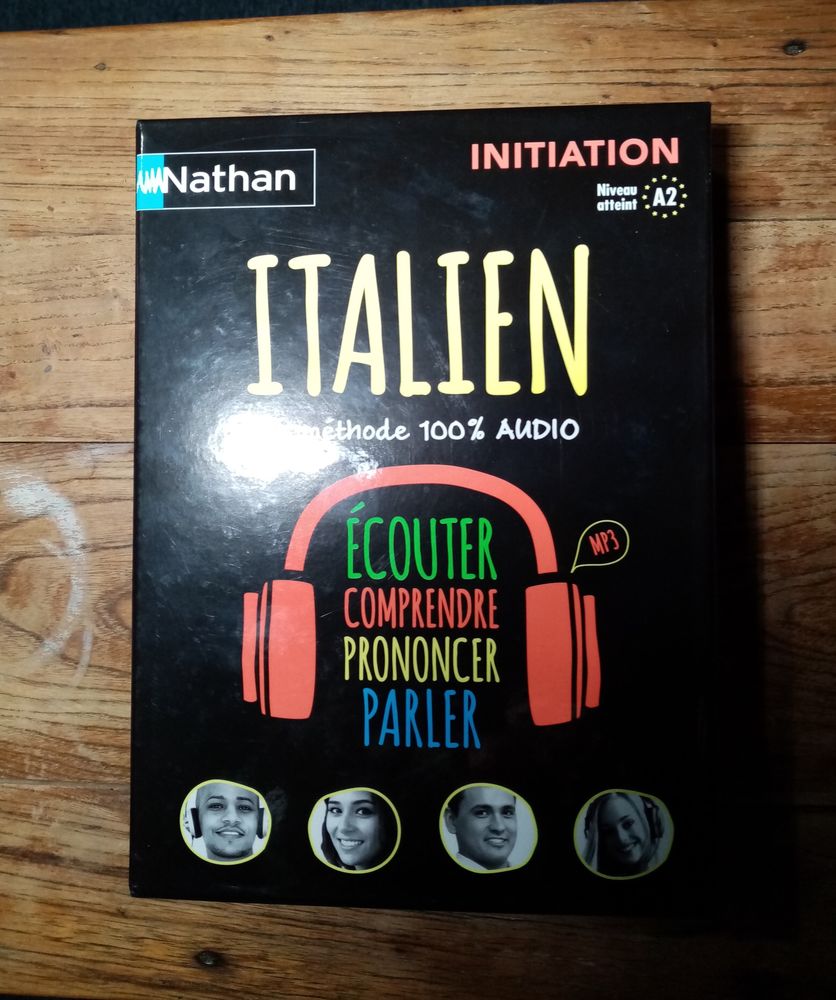 Nathan
INITIATION
Niveau
atteint
A2
ITALIEN
méthode 100% AUDIO
MP3
ÉCOUTER
COMPRENDRE
PRONONCER
PARLER